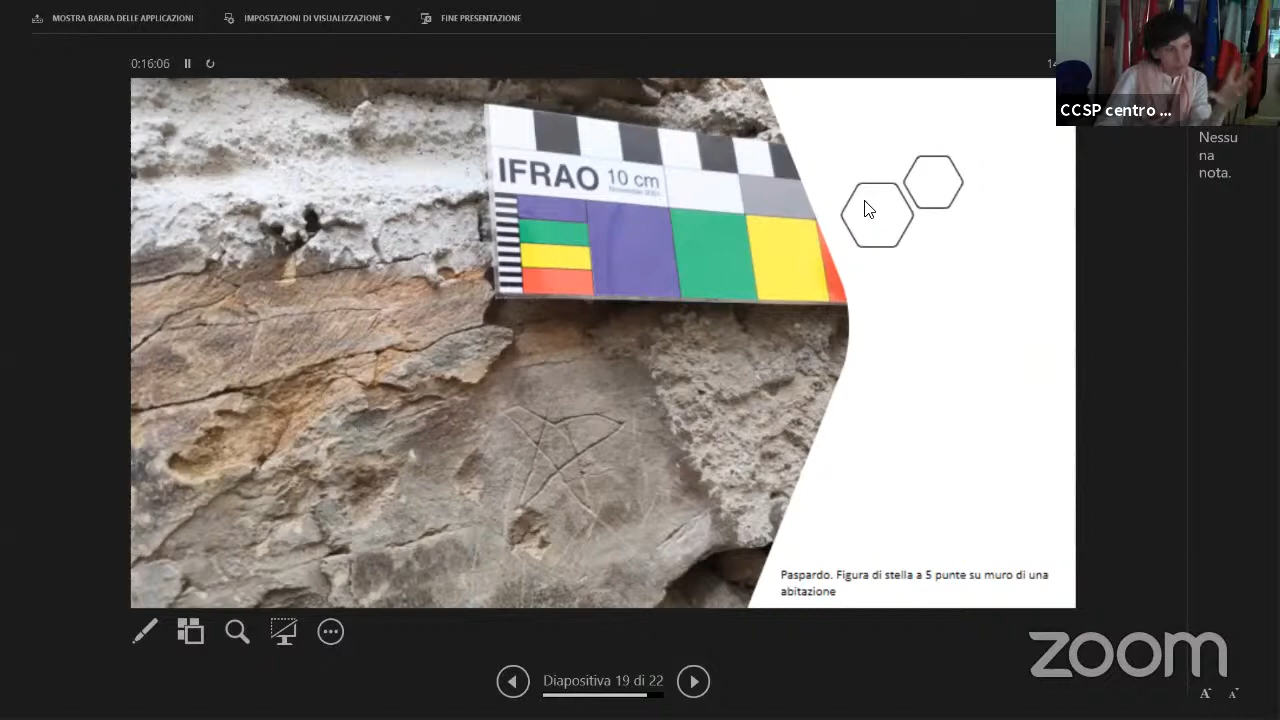 MOSTRA BARRA DELLE APPLICAZIONI
IMPOSTAZIONI DI VISUALIZZAZIONE ▼
FINE PRESENTAZIONE
0:16:06
14
CCSP centro ...
Nessu
na
nota.
IFRAO 10 cm
Paspardo. Figura di stella a 5 punte su muro di una
abitazione
Diapositiva 19 di 22
zoom
A A